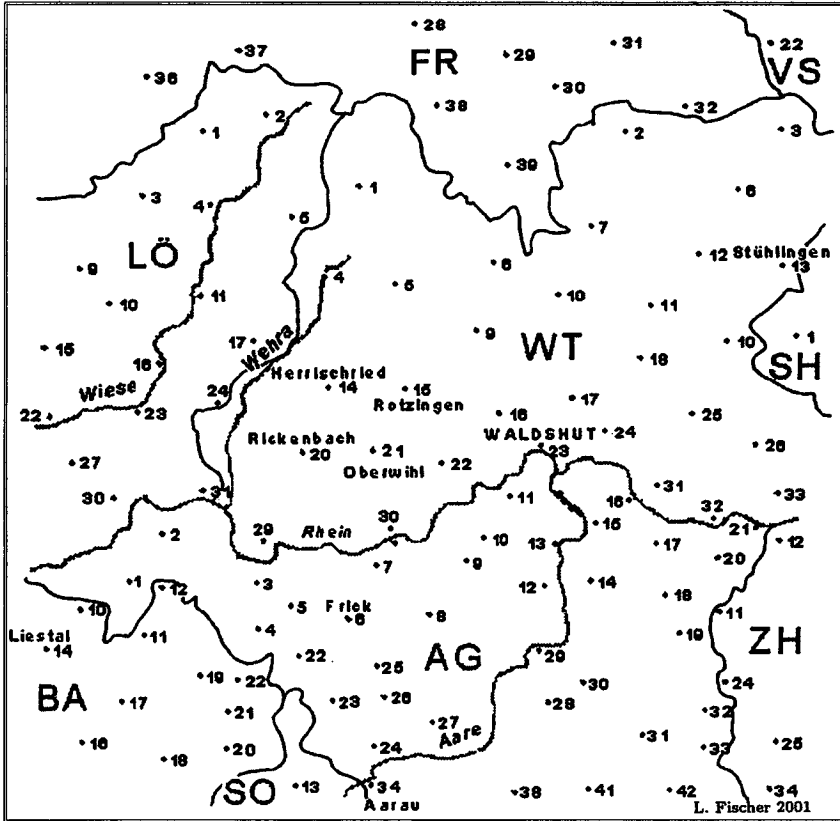 28
37 FR 29 31 22
36 VS
30
2 38 32
1 2 3
39
1 6
3
4 5 7
LÖ 12 Stühlingen
9 6 13
4 5
10 11 10 11
9
17 10 1
15 Wehra WT
16 18 SH
Herrischried
Wiese 14 15 17
24 Rotzingen
22 23 16 25
WALDSHUT 24
Rickenbach 21 23 26
20 Oberwihl 22
27
31 31
30 11 16 33
32
30 15 21
2 29 Rhein 10 13 17 12
9 20
7
1 12 3 12 14
10 5 Frick 18
6 8 11
Liestal 11 4 19 ZH
14 22 29
25 AG
19 22 30 24
BA 17 23 26 28
21 32
27
Aare 31
16 20 24 33 25
18
SO 13 34 38 41 42 34
Aarau
L. Fischer 2001